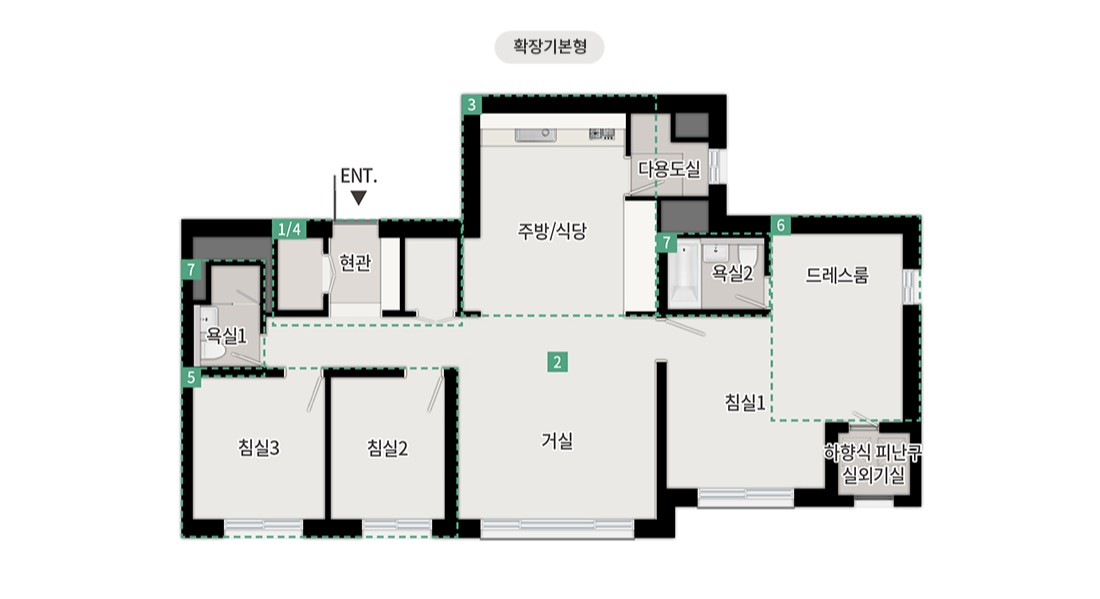 확장기본형
3
ENT.
다용도실
1/4
주방/식당
6
7
7
현관
욕실2
드레스룸
욕실1
2
5
침실1
침실3
침실2
거실
하향식 피난구
실외기실